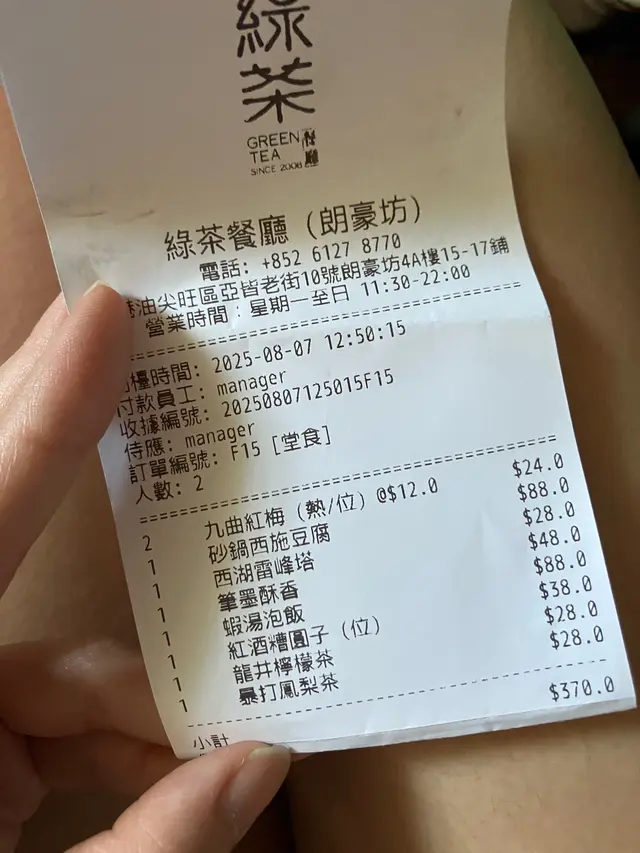 綠茶
GREEN TEA 餐廳
SINCE 2008
綠茶餐廳 (朗豪坊)
電話: +852 6127 8770
港油尖旺區亞皆老街10號朗豪坊4A樓15-17鋪
營業時間：星期一至日 11:30-22:00
檯時間: 2025-08-07 12:50:15
付款員工: manager
收據編號: 20250807125015F15
侍應: manager
訂單編號: F15 [堂食]
人數: 2
2 九曲紅梅 (熱/位) @$12.0 $24.0
1 砂鍋西施豆腐 $88.0
1 西湖雷峰塔 $28.0
1 筆墨酥香 $48.0
1 蝦湯泡飯 $88.0
1 紅酒糟圓子 (位) $38.0
1 龍井檸檬茶 $28.0
1 暴打鳳梨茶 $28.0
小計 $370.0